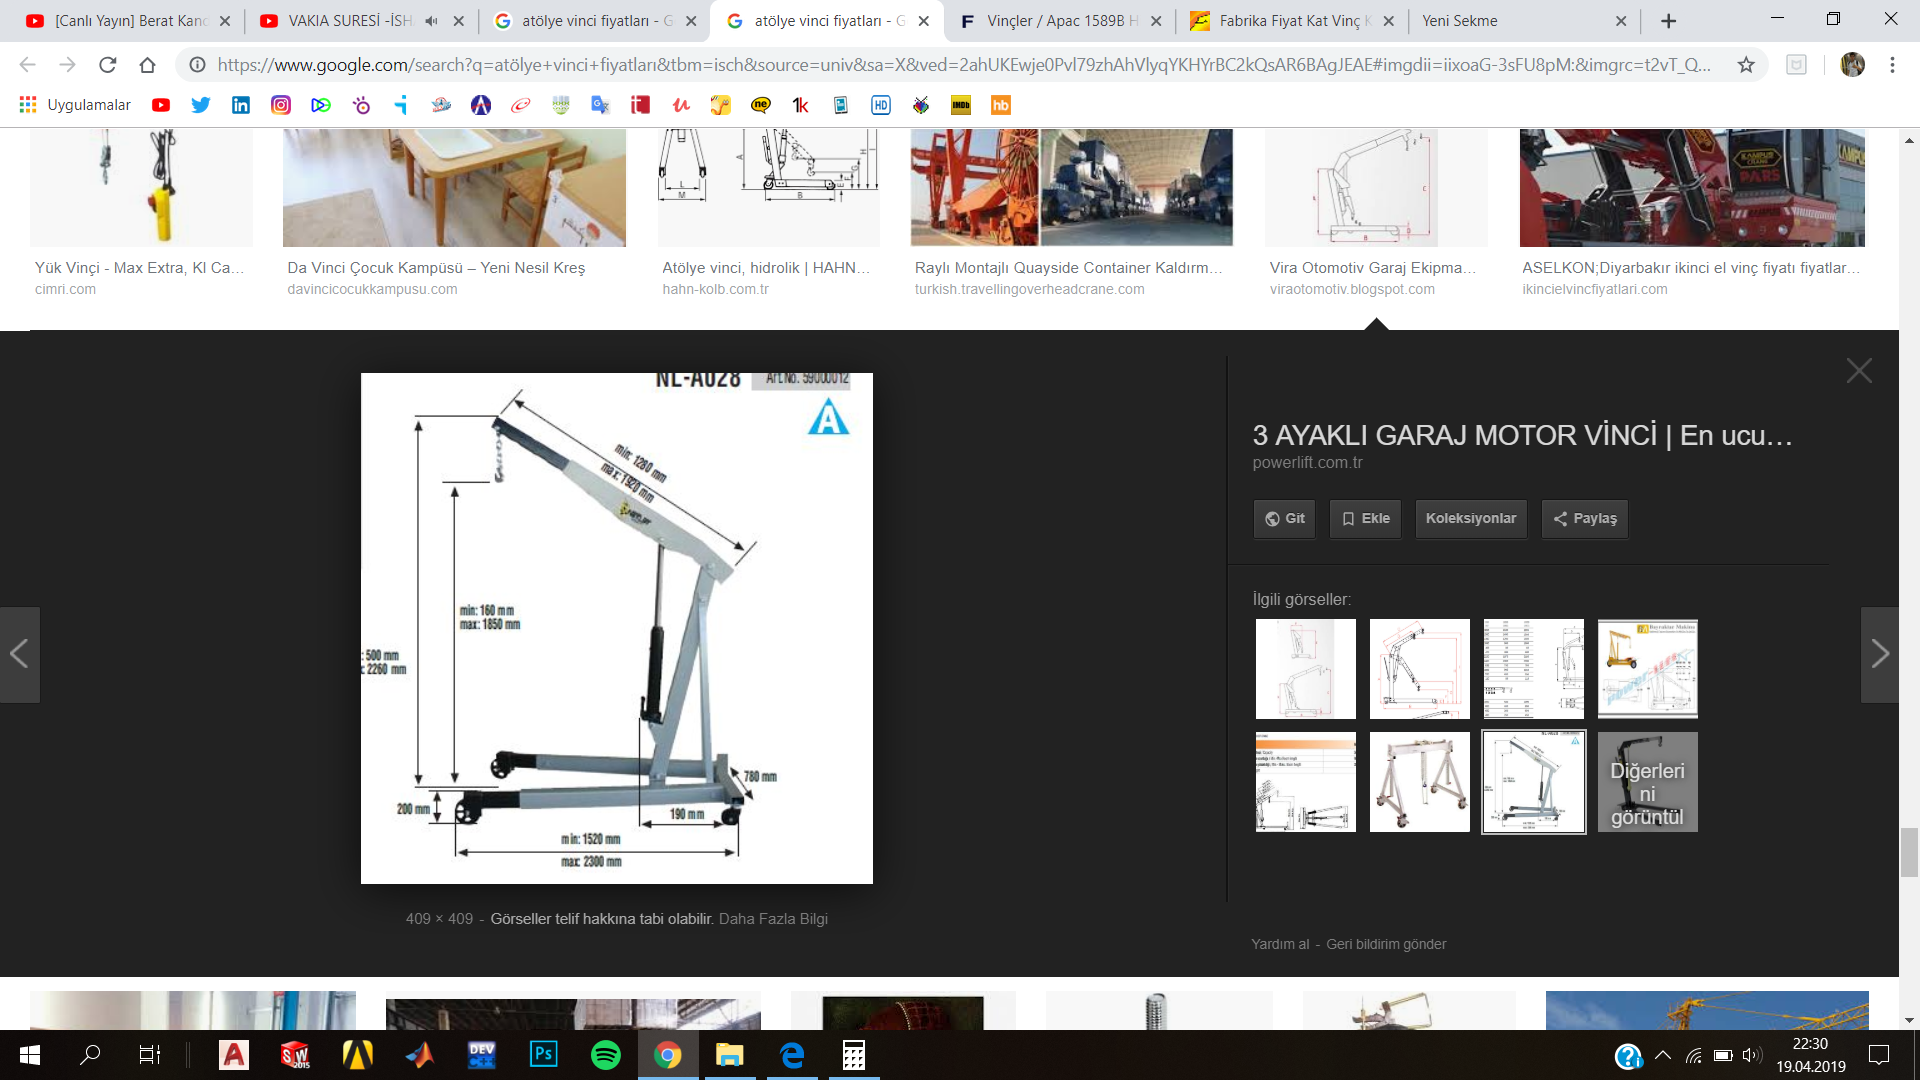 [Canlı Yayın] Berat Kand
VAKIA SURESİ -İSH
atölye vinci fiyatları - G
atölye vinci fiyatları - G
Vinçler / Apac 1589B H
Fabrika Fiyat Kat Vinç K
Yeni Sekme
https://www.google.com/search?q=atölye+vinci+fiyatları&tbm=isch&source=univ&sa=X&ved=2ahUKEwje0Pvl79zhAhVlyqYKHYrBC2kQsAR6BAgJEAE#imgdii=iixoaG-3sFU8pM:&imgrc=t2vT_Q...
Uygulamalar
Yük Vinçi - Max Extra, KI Ca...
cimri.com
Da Vinci Çocuk Kampüsü – Yeni Nesil Kreş
davincicocukkampusu.com
Atölye vinci, hidrolik | HAHN...
hahn-kolb.com.tr
Raylı Montajlı Quayside Container Kaldırm...
turkish.travellingoverheadcrane.com
Vira Otomotiv Garaj Ekipma...
viraotomotiv.blogspot.com
ASELKON;Diyarbakır ikinci el vinç fiyatı fiyatlar...
ikincielvincfiyatlari.com
NL-A028
Art.No. 59000012
min: 1280 mm
max: 1920 mm
min: 160 mm
max: 1850 mm
: 500 mm
: 2260 mm
780 mm
200 mm
190 mm
min: 1520 mm
max: 2300 mm
409 × 409 - Görseller telif hakkına tabi olabilir. Daha Fazla Bilgi
3 AYAKLI GARAJ MOTOR VİNCİ | En ucu...
powerlift.com.tr
Git
Ekle
Koleksiyonlar
Paylaş
İlgili görseller:
Diğerleri
ni
görüntül
Yardım al - Geri bildirim gönder
22:30
19.04.2019